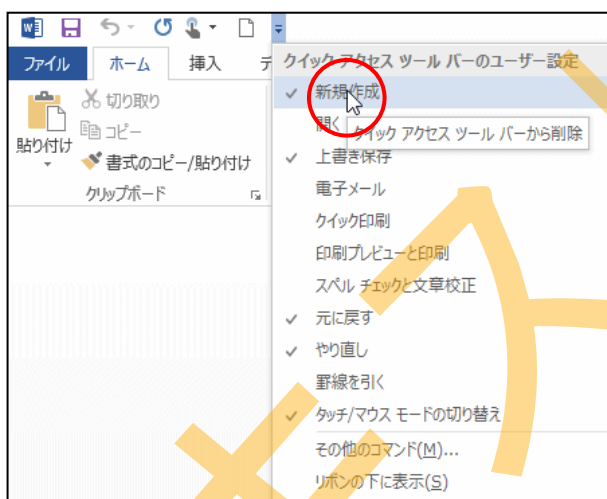 ファイル ホーム 挿入 デ
切り取り
コピー
貼り付け
書式のコピー/貼り付け
クリップボード
クイック アクセス ツール バーのユーザー設定
新規作成
開く
クイック アクセス ツール バーから削除
上書き保存
電子メール
クイック印刷
印刷プレビューと印刷
スペル チェックと文章校正
元に戻す
やり直し
罫線を引く
タッチ/マウス モードの切り替え
その他のコマンド(M)...
リボンの下に表示(S)